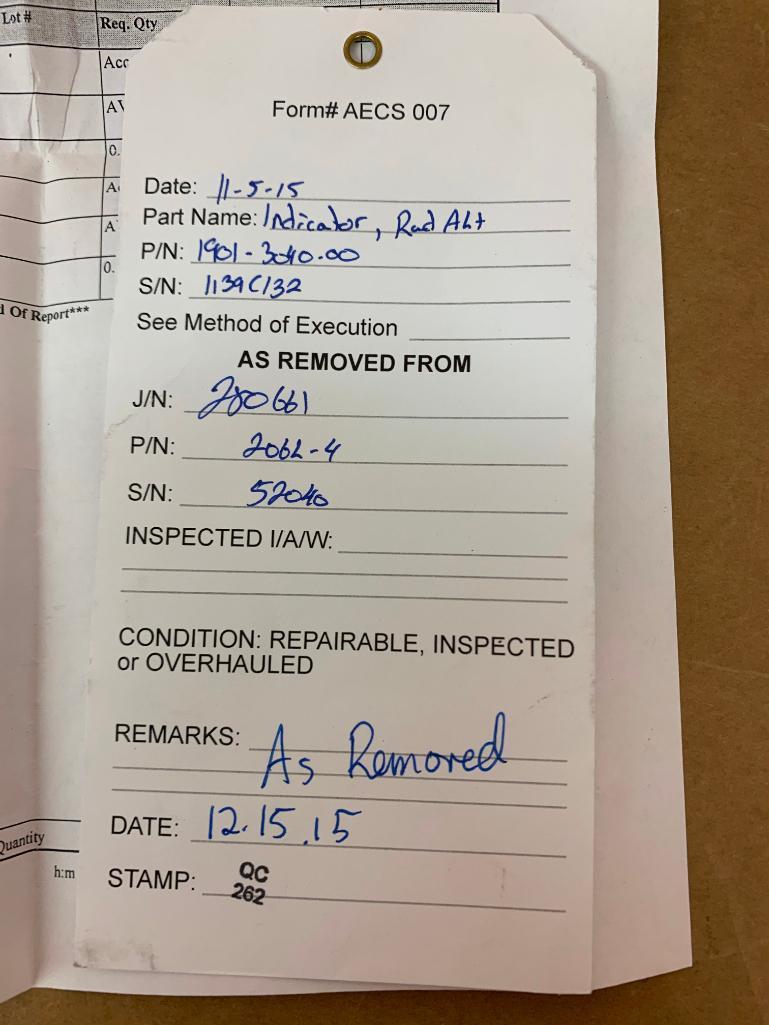 Lot #
Req. Qty
Acc
AV
0.
A
0.
d Of Report***
Quantity
h:m
Form# AECS 007
Date: 11-5-15
Part Name: Indicator, Rad Alt
P/N: 1901-3040-00
S/N: 1139C132
See Method of Execution
AS REMOVED FROM
J/N: 280661
P/N: 206L-4
S/N: 52040
INSPECTED I/A/W:
CONDITION: REPAIRABLE, INSPECTED
or OVERHAULED
REMARKS: As Removed
DATE: 12.15.15
STAMP: QC
262